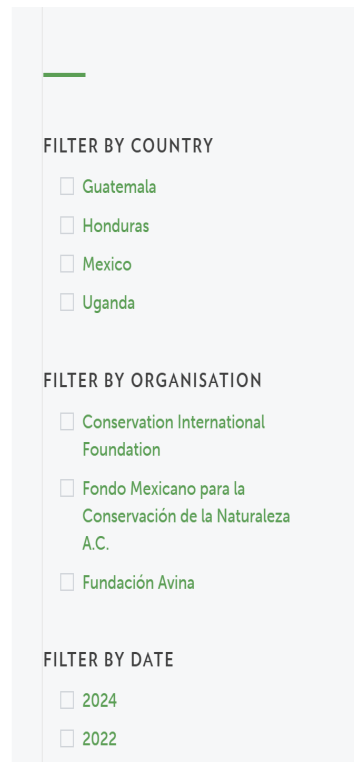 FILTER BY COUNTRY
Guatemala
Honduras
Mexico
Uganda
FILTER BY ORGANISATION
Conservation International
Foundation
Fondo Mexicano para la
Conservación de la Naturaleza
A.C.
Fundación Avina
FILTER BY DATE
2024
2022